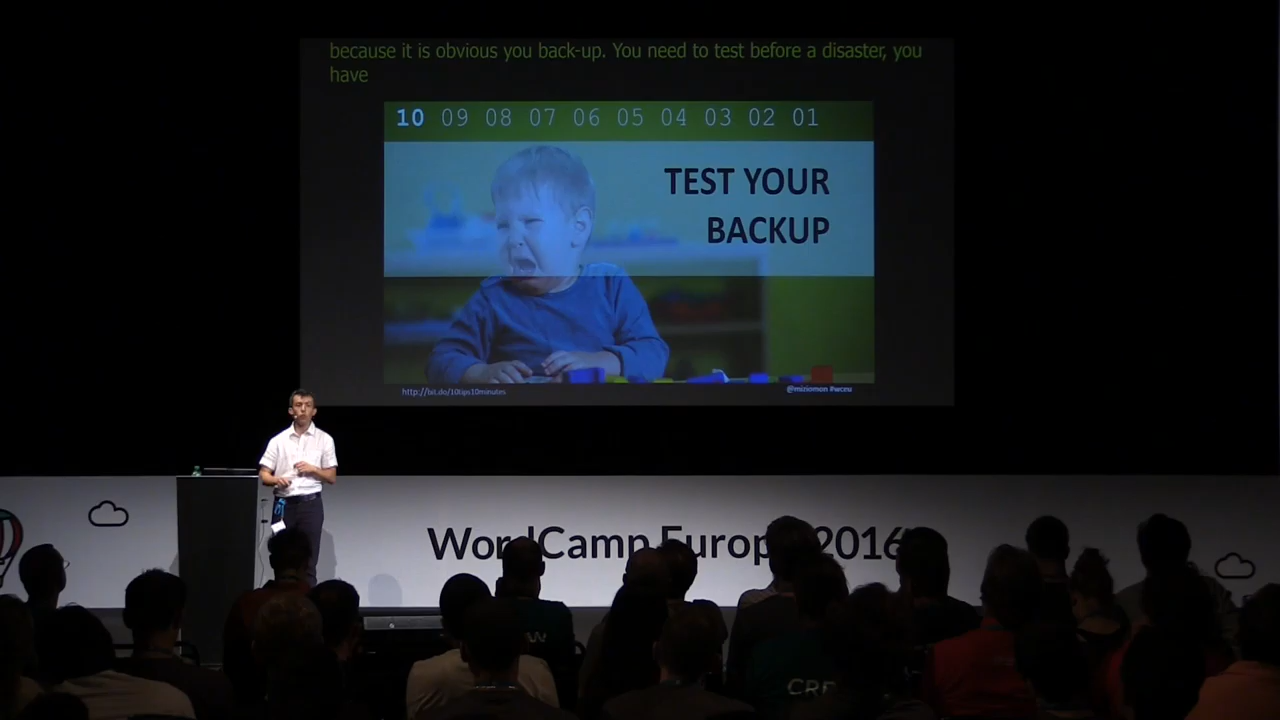 because it is obvious you back-up. You need to test before a disaster, you
have
10 09 08 07 06 05 04 03 02 01
TEST YOUR
BACKUP
http://bit.do/10tips10minutes
@miziomon #wceu
WordCamp Europe 2016
W
CRE